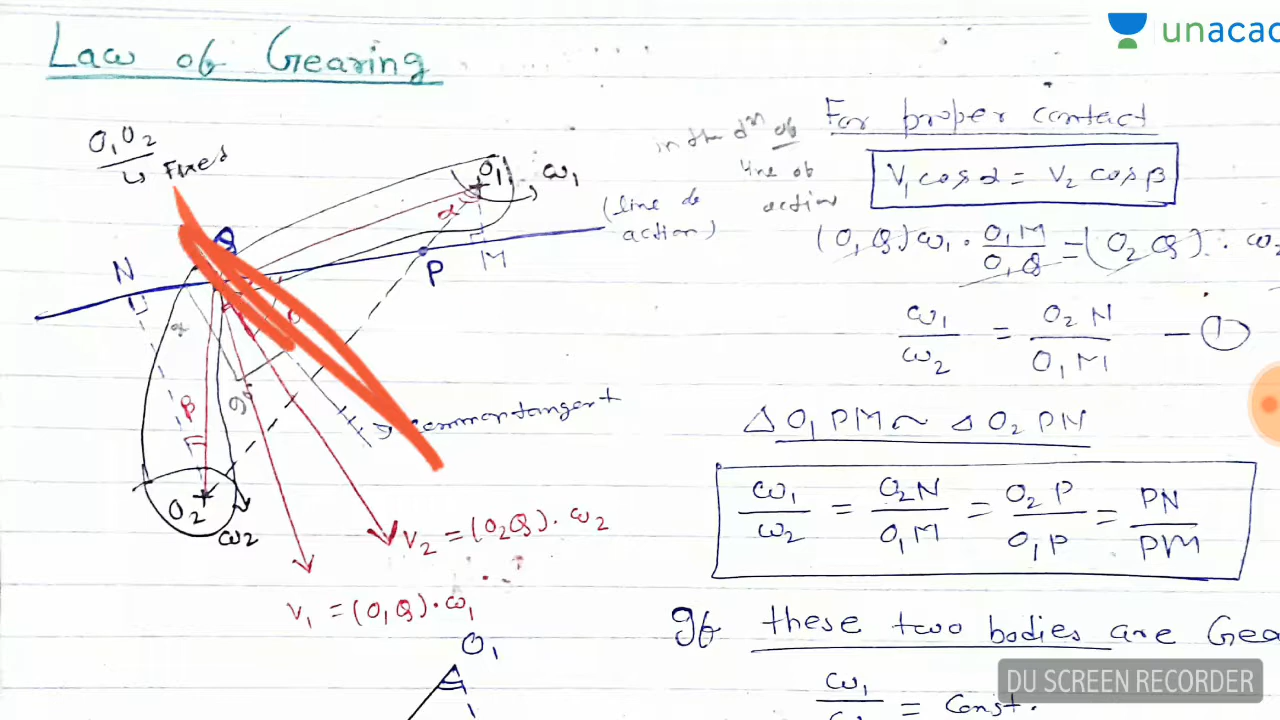 unacad
Law of Gearing
O₁O₂
↳ Fixed
O₁
ω₁
α
Q
N
P
M
(line of
action)
α
β
90°
β
common tangent
O₂
ω₂
V₂ = (O₂Q)·ω₂
V₁ = (O₁Q)·ω₁
O₁
in the dⁿ of
line of
action
For proper contact
V₁ cos α = V₂ cos β
(O₁Q)ω₁ · O₁M/O₁Q = (O₂Q) · ω₂
ω₁/ω₂ = O₂N/O₁M — ①
Δ O₁PM ~ Δ O₂PN
ω₁/ω₂ = O₂N/O₁M = O₂P/O₁P = PN/PM
If these two bodies are Gea
ω₁/ω = Const.
DU SCREEN RECORDER